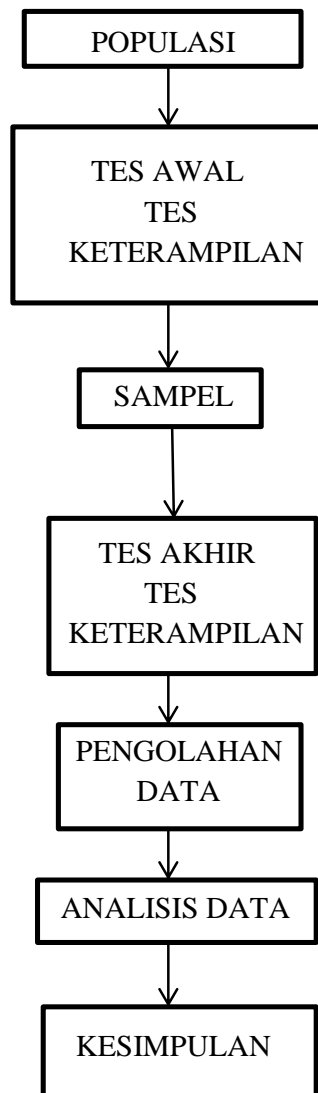 POPULASI
TES AWAL
TES
KETERAMPILAN
SAMPEL
TES AKHIR
TES
KETERAMPILAN
PENGOLAHAN
DATA
ANALISIS DATA
KESIMPULAN